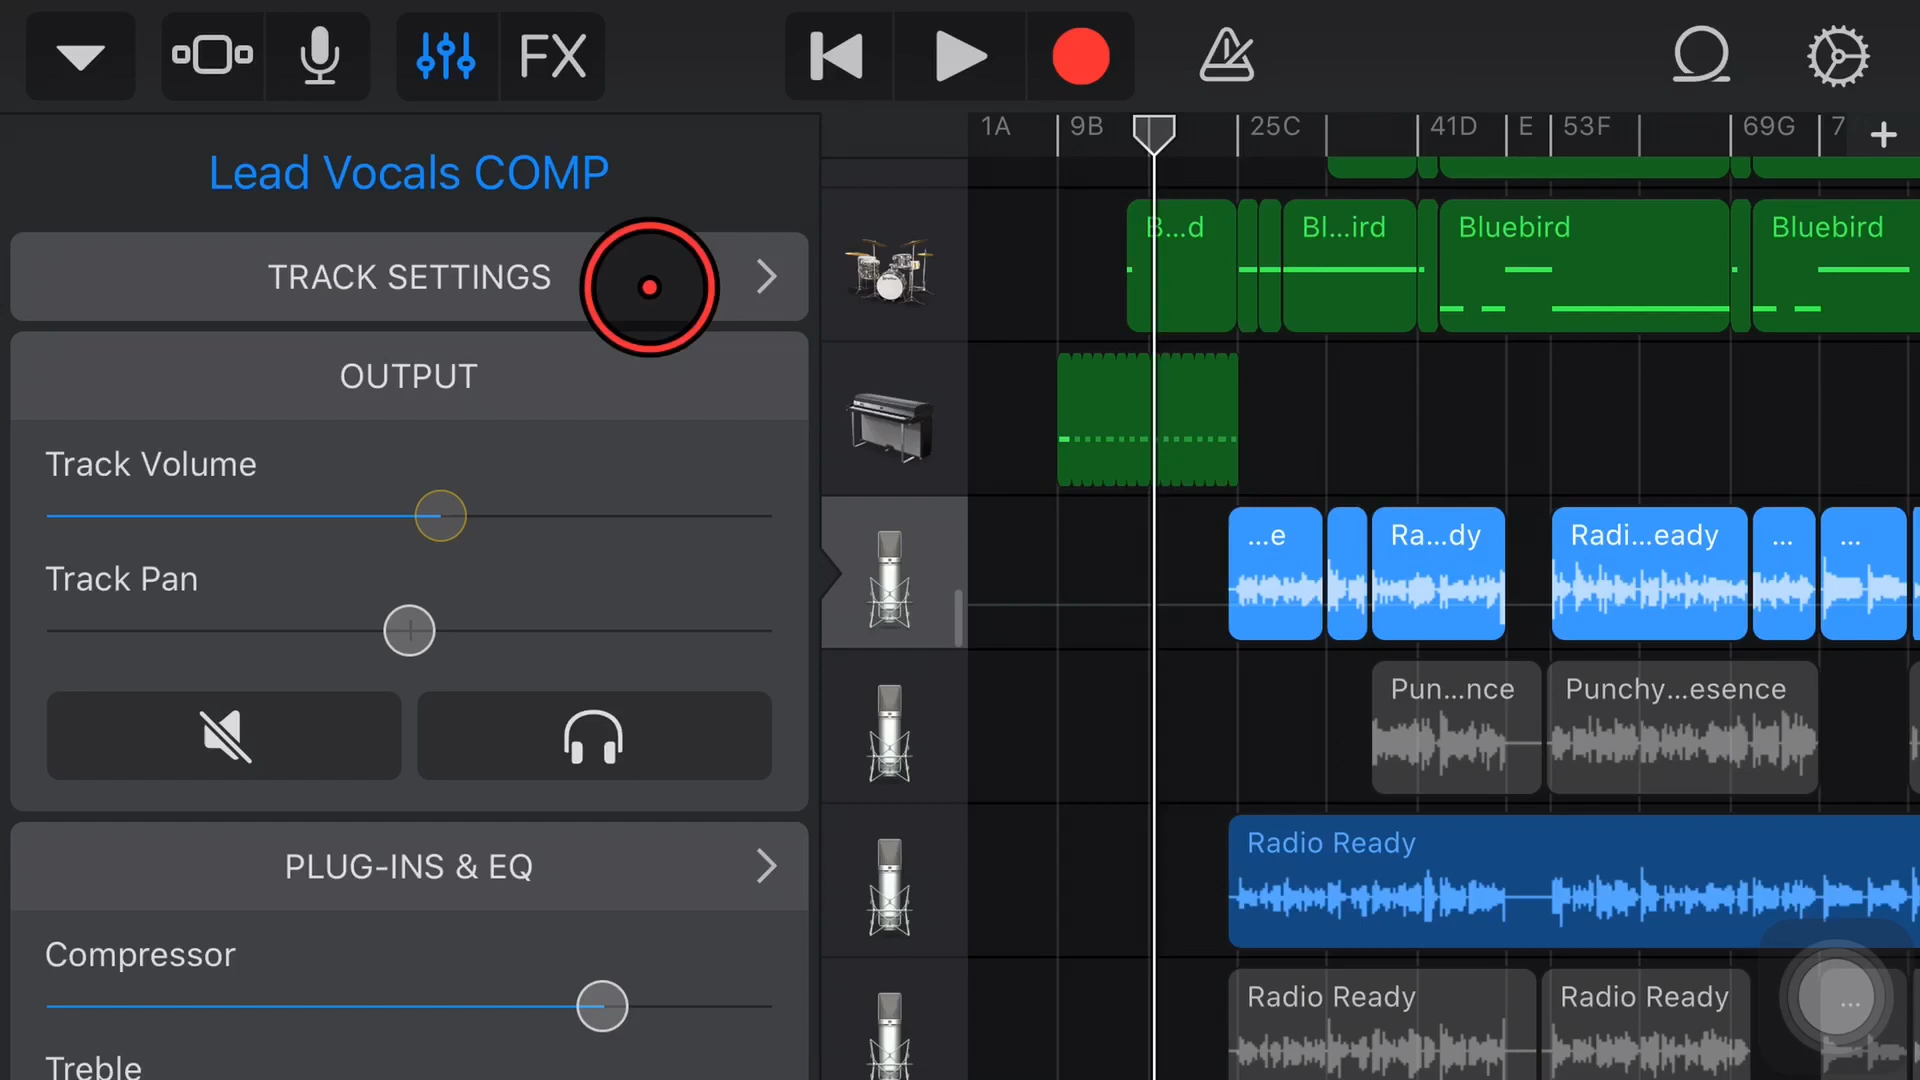 FX
1A 9B 25C 41D E 53F 69G 7 +
Lead Vocals COMP
TRACK SETTINGS
B...d Bl...ird Bluebird Bluebird
OUTPUT
Track Volume
...e Ra...dy Radi...eady ... ...
Track Pan
Pun...nce Punchy...esence
PLUG-INS & EQ
Radio Ready
Compressor
Radio Ready Radio Ready ...
Treble